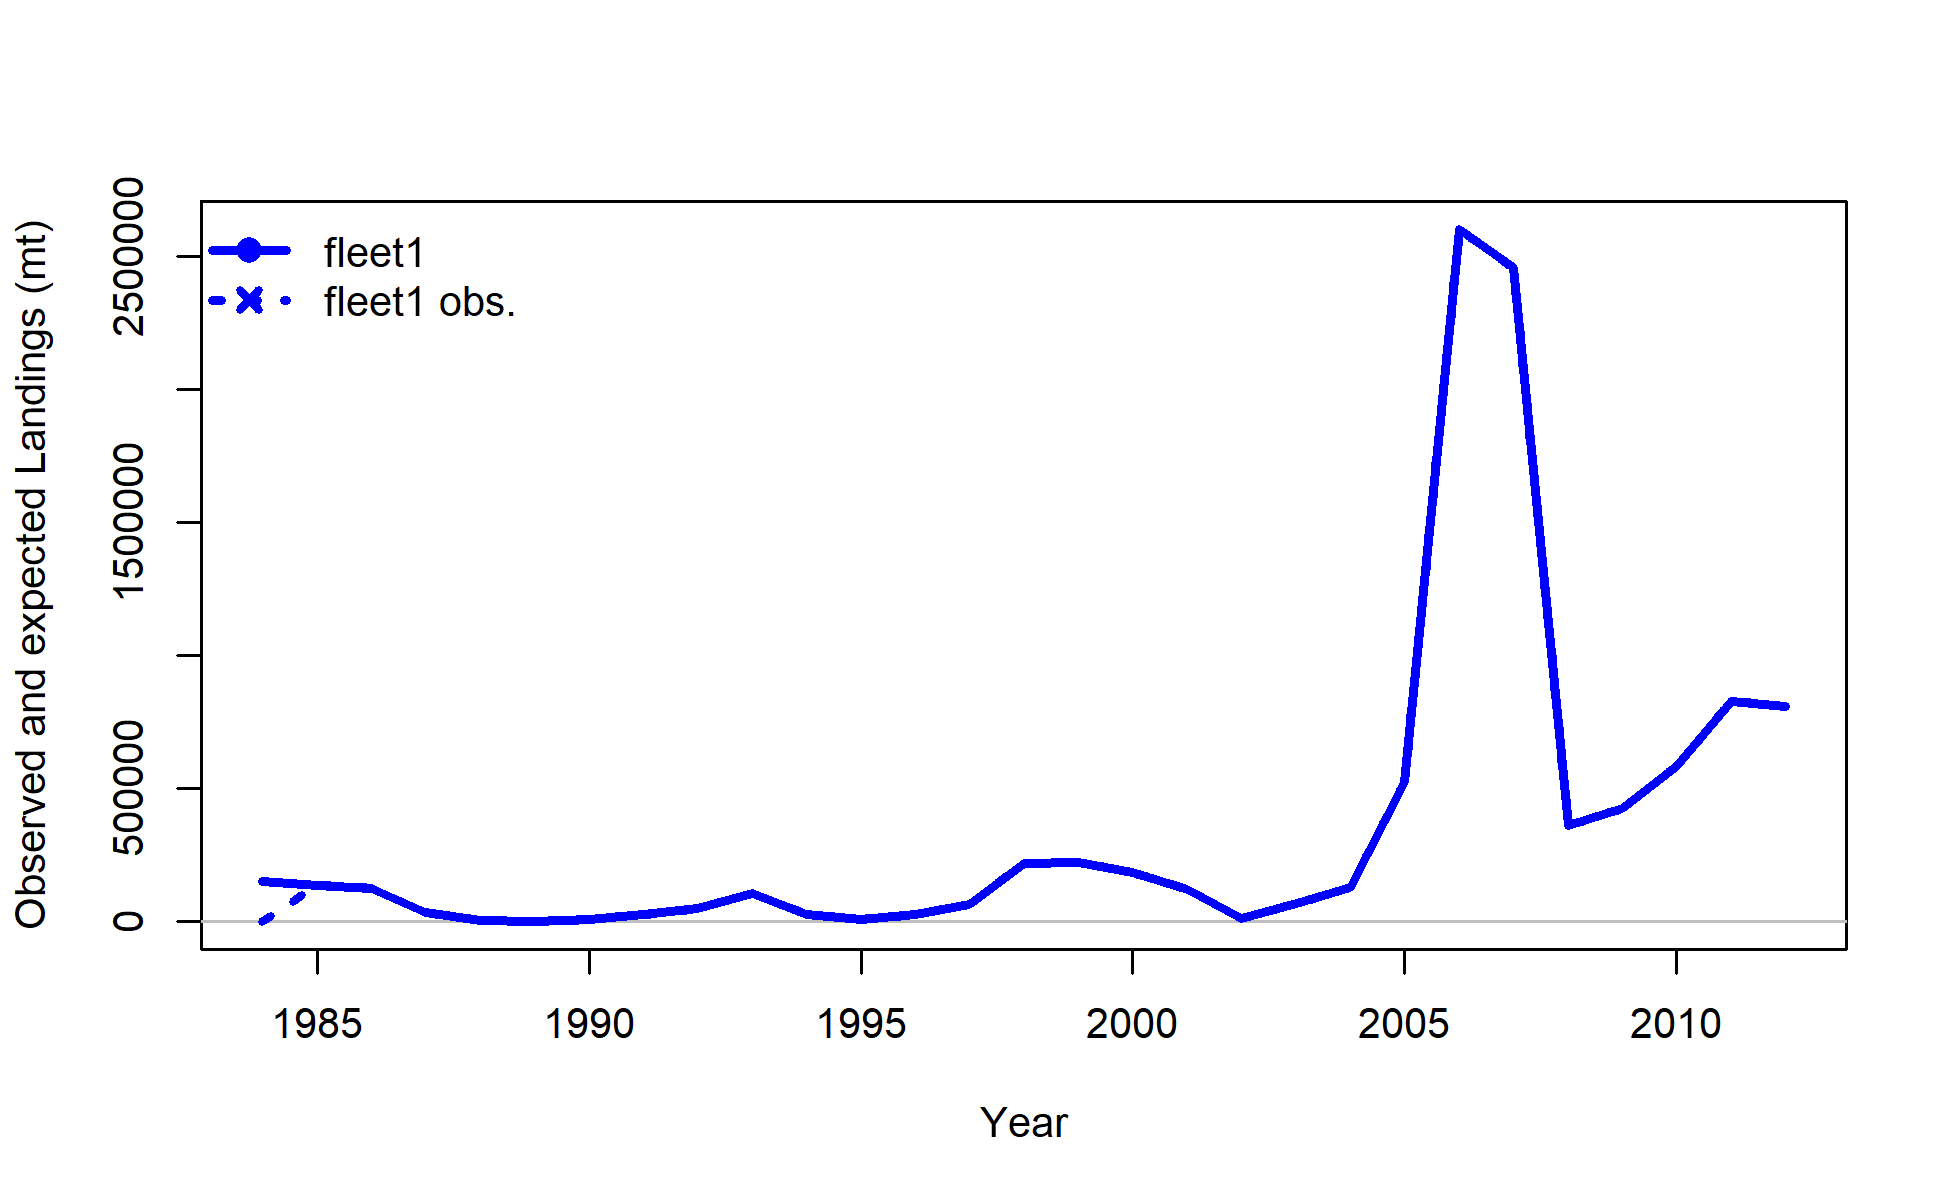 Observed and expected Landings (mt)
2500000
1500000
500000
0
fleet1
fleet1 obs.
1985 1990 1995 2000 2005 2010
Year